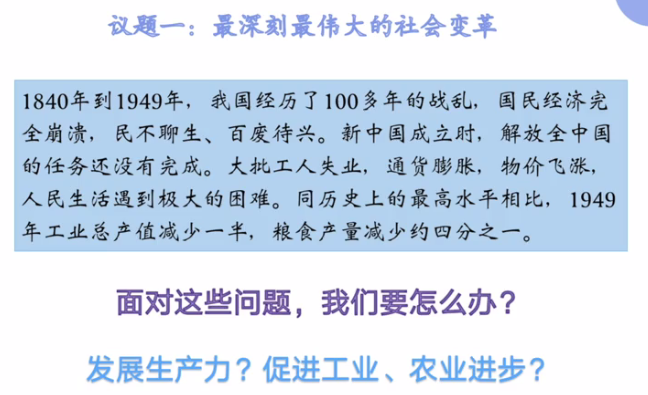 议题一：最深刻最伟大的社会变革
1840年到1949年，我国经历了100多年的战乱，国民经济完
全崩溃，民不聊生、百废待兴。新中国成立时，解放全中国
的任务还没有完成。大批工人失业，通货膨胀，物价飞涨，
人民生活遇到极大的困难。同历史上的最高水平相比，1949
年工业总产值减少一半，粮食产量减少约四分之一。
面对这些问题，我们要怎么办？
发展生产力？促进工业、农业进步？